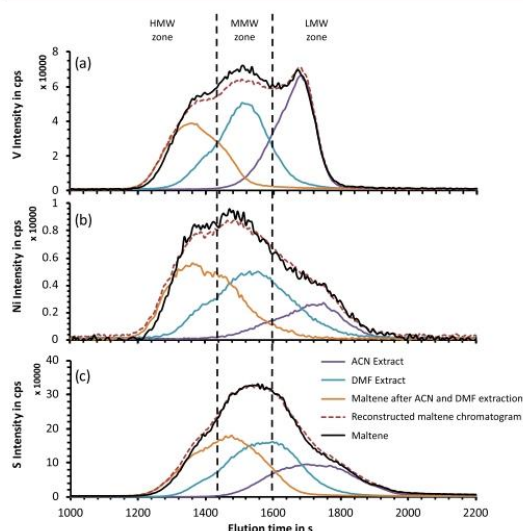 HMW zone
MMW zone
LMW zone
V Intensity in cps
x 10000
8
6
4
2
0
(a)
Ni Intensity in cps
x 10000
1
0.8
0.6
0.4
0.2
0
(b)
S Intensity in cps
x 10000
40
30
20
10
0
(c)
ACN Extract
DMF Extract
Maltene after ACN and DMF extraction
Reconstructed maltene chromatogram
Maltene
1000 1200 1400 1600 1800 2000 2200
Elution time in s